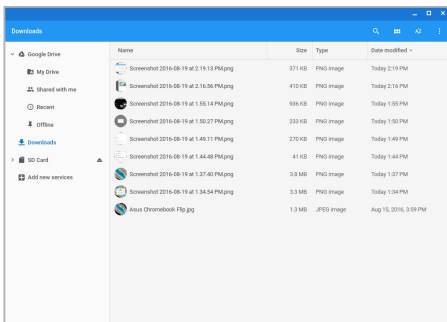 Downloads
Google Drive
My Drive
Shared with me
Recent
Offline
Downloads
SD Card
Add new services
Name Size Type Date modified
Screenshot 2016-08-19 at 2.19.13 PM.png 371 KB PNG image Today 2:19 PM
Screenshot 2016-08-19 at 2.16.56 PM.png 410 KB PNG image Today 2:16 PM
Screenshot 2016-08-19 at 1.55.14 PM.png 936 KB PNG image Today 1:55 PM
Screenshot 2016-08-19 at 1.50.27 PM.png 233 KB PNG image Today 1:50 PM
Screenshot 2016-08-19 at 1.49.11 PM.png 270 KB PNG image Today 1:49 PM
Screenshot 2016-08-19 at 1.44.48 PM.png 41 KB PNG image Today 1:44 PM
Screenshot 2016-08-19 at 1.37.40 PM.png 3.8 MB PNG image Today 1:37 PM
Screenshot 2016-08-19 at 1.34.54 PM.png 3.3 MB PNG image Today 1:34 PM
Asus Chromebook Flip.jpg 1.3 MB JPEG image Aug 15, 2016, 3:59 PM